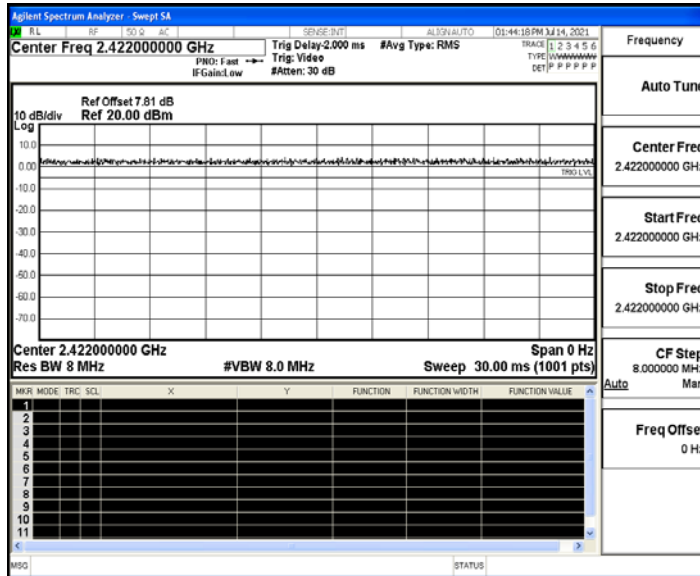 Agilent Spectrum Analyzer - Swept SA
RL RF 50 Ω AC SENSE:INT ALIGN AUTO 01:44:18 PM Jul 14, 2021
Center Freq 2.422000000 GHz
PNO: Fast
IFGain:Low
Trig Delay-2.000 ms
Trig: Video
#Atten: 30 dB
#Avg Type: RMS
TRACE 1 2 3 4 5 6
TYPE WWWWWW
DET P P P P P P
Ref Offset 7.81 dB
10 dB/div Ref 20.00 dBm
Log
10.0
0.00
TRIG LVL
-10.0
-20.0
-30.0
-40.0
-50.0
-60.0
-70.0
Center 2.422000000 GHz Span 0 Hz
Res BW 8 MHz #VBW 8.0 MHz Sweep 30.00 ms (1001 pts)
MKR MODE TRC SCL X Y FUNCTION FUNCTION WIDTH FUNCTION VALUE
1
2
3
4
5
6
7
8
9
10
11
MSG STATUS
Frequency
Auto Tune
Center Freq
2.422000000 GHz
Start Freq
2.422000000 GHz
Stop Freq
2.422000000 GHz
CF Step
8.000000 MHz
Auto Man
Freq Offset
0 Hz